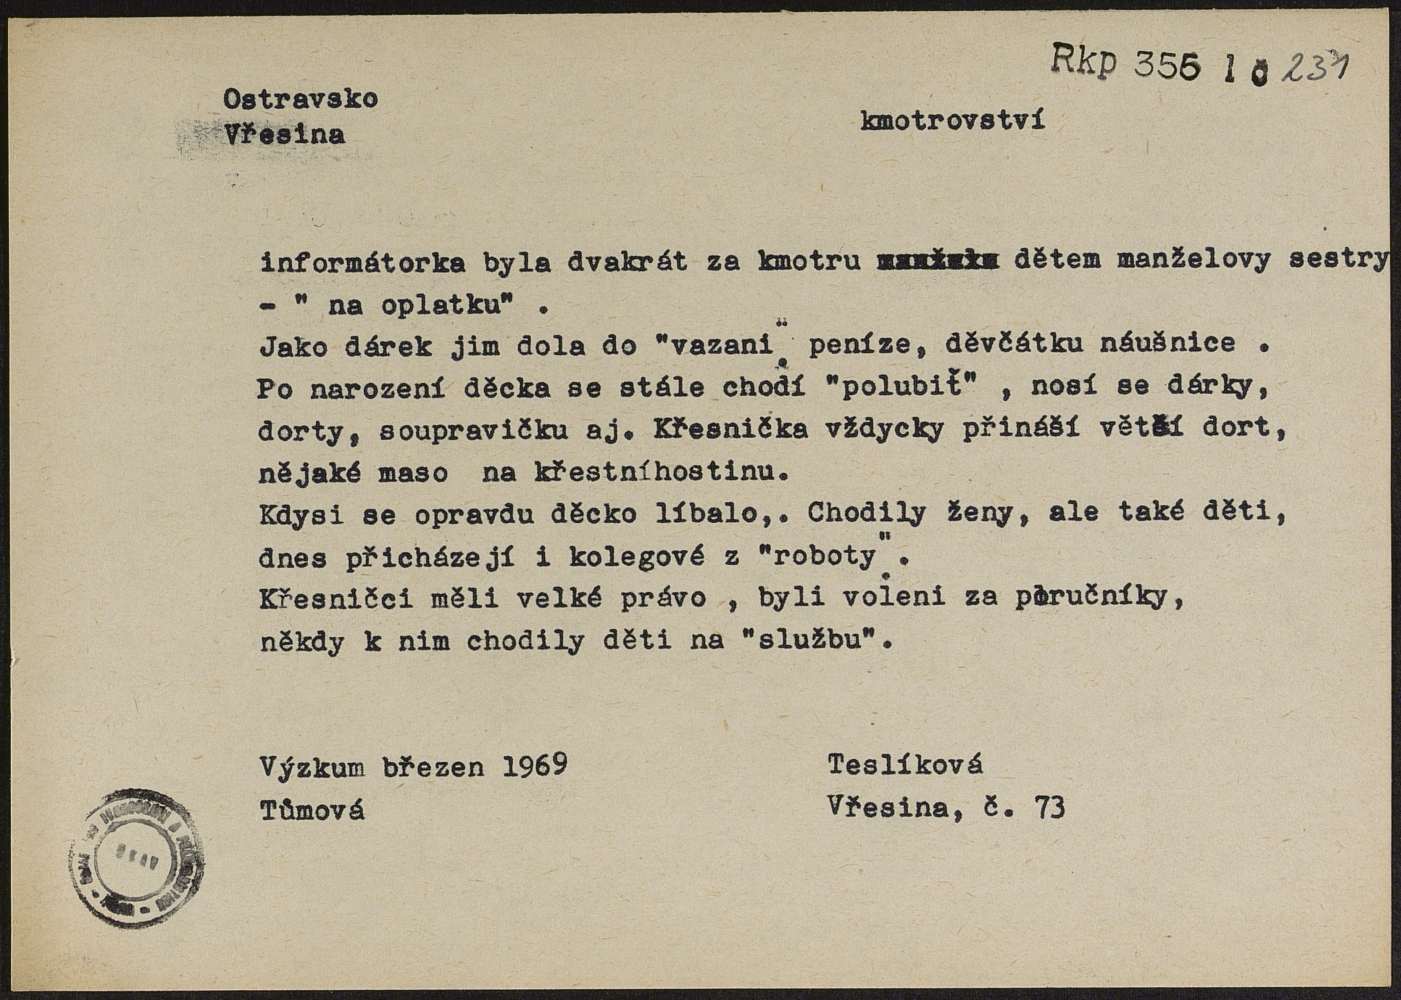 Rkp 356 1 č 231
Ostravsko
Vřesina
kmotrovství
informátorka byla dvakrát za kmotru dětem manželovy sestry
- " na oplatku" .
Jako dárek jim dola do "vazani" peníze, děvčátku náušnice .
Po narození děcka se stále chodí "polubiť" , nosí se dárky,
dorty, soupravičku aj. Křesnička vždycky přináší větší dort,
nějaké maso na křestníhostinu.
Kdysi se opravdu děcko líbalo,. Chodily ženy, ale také děti,
dnes přicházejí i kolegové z "roboty".
Křesničci měli velké právo , byli voleni za poručníky,
někdy k nim chodily děti na "službu".
Výzkum březen 1969
Tůmová
Teslíková
Vřesina, č. 73